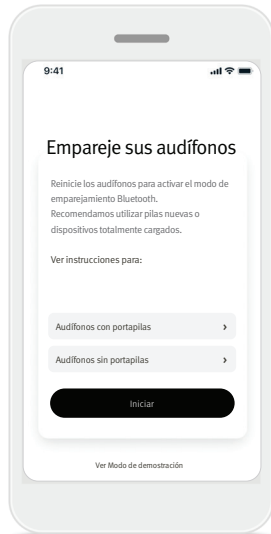 9:41
Empareje sus audífonos
Reinicie los audífonos para activar el modo de
emparejamiento Bluetooth.
Recomendamos utilizar pilas nuevas o
dispositivos totalmente cargados.
Ver instrucciones para:
Audífonos con portapilas ›
Audífonos sin portapilas ›
Iniciar
Ver Modo de demostración